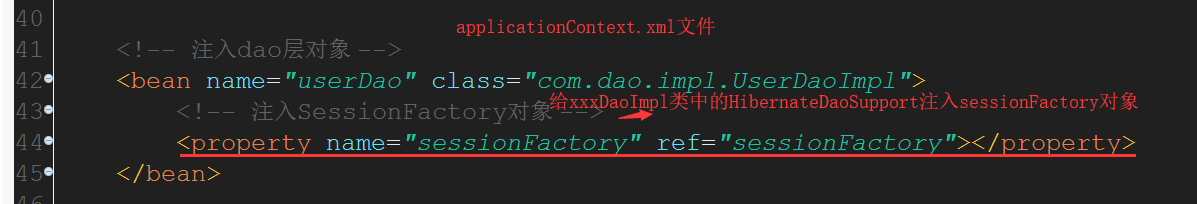 40
applicationContext.xml文件
41 <!-- 注入dao层对象 -->
42 <bean name="userDao" class="com.dao.impl.UserDaoImpl">
给xxxDaoImpl类中的HibernateDaoSupport注入sessionFactory对象
43 <!-- 注入SessionFactory对象 -->
44 <property name="sessionFactory" ref="sessionFactory"></property>
45 </bean>
46